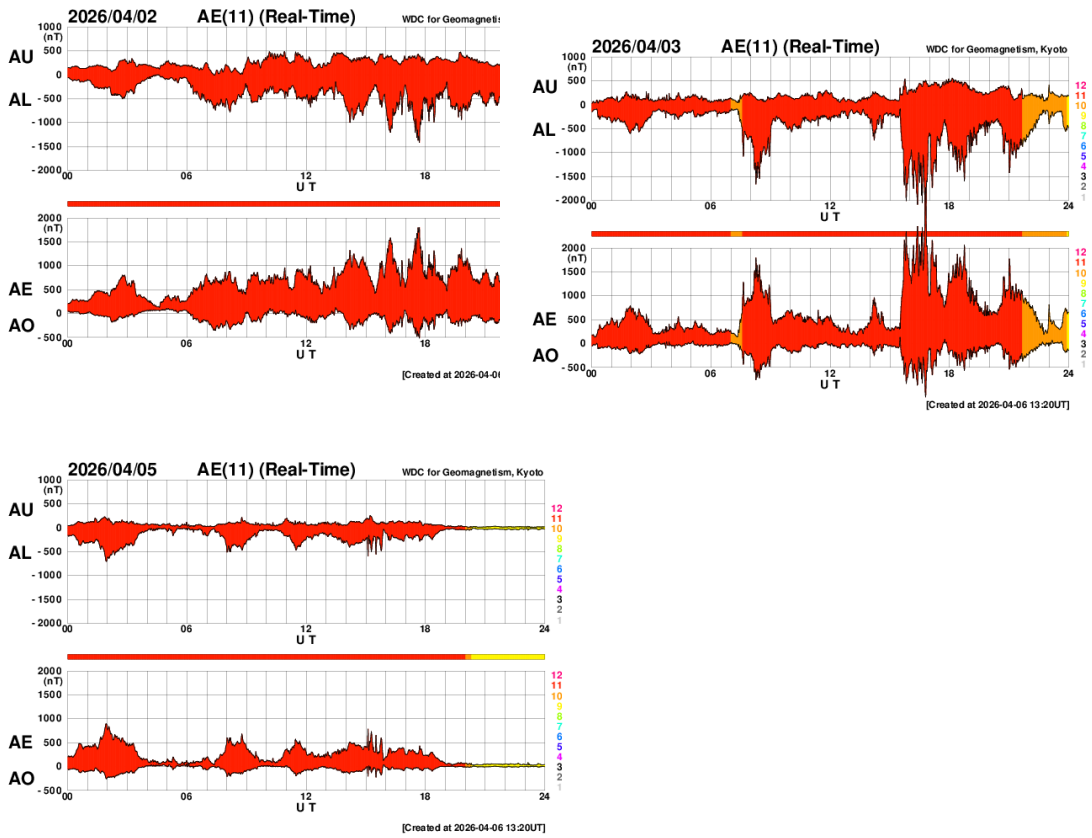 2026/04/02 AE(11) (Real-Time) WDC for Geomagnetis
1000
(nT)
AU
500
0
AL
- 500
- 1000
- 1500
- 2000
00 06 12 18
U T
2000
(nT)
1500
1000
AE
500
0
AO
- 500
00 06 12 18
U T
[Created at 2026-04-06
2026/04/03 AE(11) (Real-Time) WDC for Geomagnetism, Kyoto
1000
(nT)
AU
500
0
AL
- 500
- 1000
- 1500
- 2000
00 06 12 18 24
U T
12
11
10
9
8
7
6
5
4
3
2
1
2000
(nT)
1500
1000
AE
500
0
AO
- 500
00 06 12 18 24
U T
12
11
10
9
8
7
6
5
4
3
2
1
[Created at 2026-04-06 13:20UT]
2026/04/05 AE(11) (Real-Time) WDC for Geomagnetism, Kyoto
1000
(nT)
AU
500
0
AL
- 500
- 1000
- 1500
- 2000
00 06 12 18 24
U T
12
11
10
9
8
7
6
5
4
3
2
1
2000
(nT)
1500
1000
AE
500
0
AO
- 500
00 06 12 18 24
U T
12
11
10
9
8
7
6
5
4
3
2
1
[Created at 2026-04-06 13:20UT]